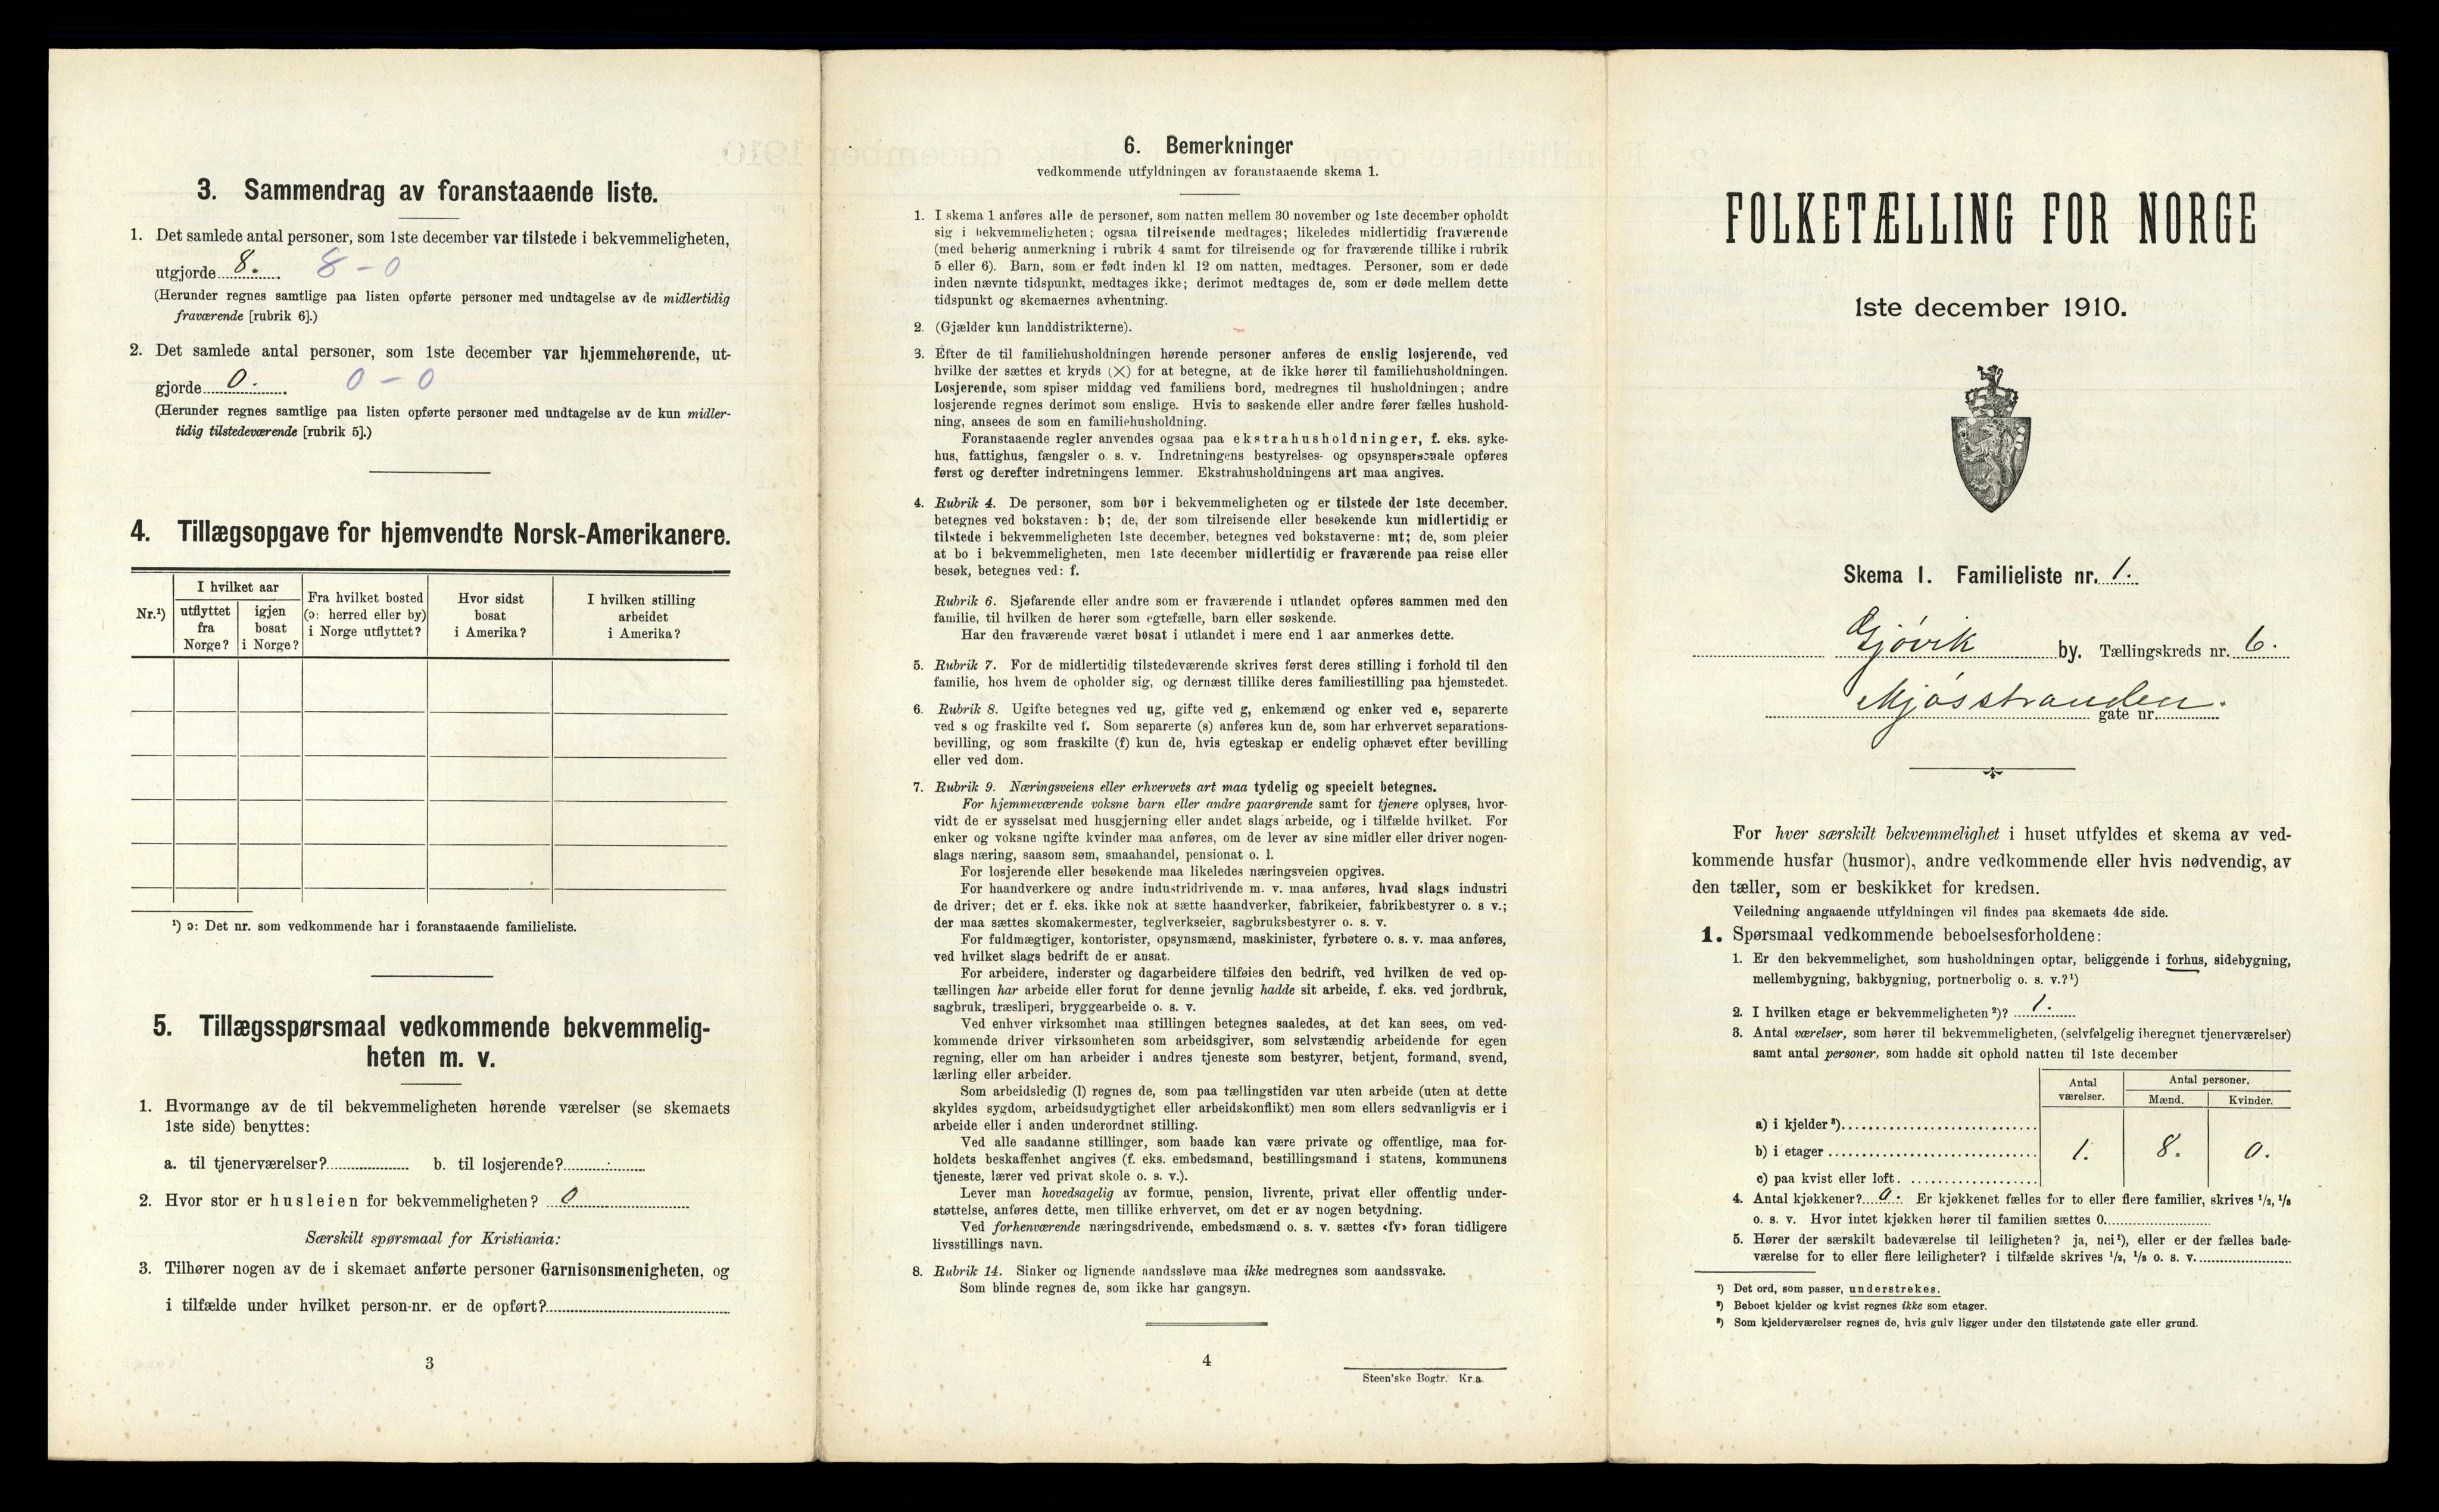 3. Sammendrag av foranstaaende liste.
1. Det samlede antal personer, som 1ste december var tilstede i bekvemmeligheten,
utgjorde 8. 8 – 0
(Herunder regnes samtlige paa listen opførte personer med undtagelse av de midlertidig
fraværende [rubrik 6].)
2. Det samlede antal personer, som 1ste december var hjemmehørende, ut-
gjorde 0. 0 – 0
(Herunder regnes samtlige paa listen opførte personer med undtagelse av de kun midler-
tidig tilstedeværende [rubrik 5].)
4. Tillægsopgave for hjemvendte Norsk-Amerikanere.
Nr.¹)
I hvilket aar
utflyttet
fra
Norge?
igjen
bosat
i Norge?
Fra hvilket bosted
(ɔ: herred eller by)
i Norge utflyttet?
Hvor sidst
bosat
i Amerika?
I hvilken stilling
arbeidet
i Amerika?
¹) ɔ: Det nr. som vedkommende har i foranstaaende familieliste.
5. Tillægsspørsmaal vedkommende bekvemmelig-
heten m. v.
1. Hvormange av de til bekvemmeligheten hørende værelser (se skemaets
1ste side) benyttes:
a. til tjenerværelser? b. til losjerende?
2. Hvor stor er husleien for bekvemmeligheten? 0
Særskilt spørsmaal for Kristiania:
3. Tilhører nogen av de i skemaet anførte personer Garnisonsmenigheten, og
i tilfælde under hvilket person-nr. er de opført?
3
6. Bemerkninger
vedkommende utfyldningen av foranstaaende skema 1.
1. I skema 1 anføres alle de personer, som natten mellem 30 november og 1ste december opholdt
sig i bekvemmeligheten; ogsaa tilreisende medtages; likeledes midlertidig fraværende
(med behørig anmerkning i rubrik 4 samt for tilreisende og for fraværende tillike i rubrik
5 eller 6). Barn, som er født inden kl. 12 om natten, medtages. Personer, som er døde
inden nævnte tidspunkt, medtages ikke; derimot medtages de, som er døde mellem dette
tidspunkt og skemaernes avhentning.
2. (Gjælder kun landdistrikterne).
3. Efter de til familiehusholdningen hørende personer anføres de enslig losjerende, ved
hvilke der sættes et kryds (×) for at betegne, at de ikke hører til familiehusholdningen.
Losjerende, som spiser middag ved familiens bord, medregnes til husholdningen; andre
losjerende regnes derimot som enslige. Hvis to søskende eller andre fører fælles hushold-
ning, ansees de som en familiehusholdning.
Foranstaaende regler anvendes ogsaa paa ekstrahusholdninger, f. eks. syke-
hus, fattighus, fængsler o. s. v. Indretningens bestyrelses- og opsynspersonale opføres
først og derefter indretningens lemmer. Ekstrahusholdningens art maa angives.
4. Rubrik 4. De personer, som bor i bekvemmeligheten og er tilstede der 1ste december,
betegnes ved bokstaven: b; de, der som tilreisende eller besøkende kun midlertidig er
tilstede i bekvemmeligheten 1ste december, betegnes ved bokstaverne: mt; de, som pleier
at bo i bekvemmeligheten, men 1ste december midlertidig er fraværende paa reise eller
besøk, betegnes ved: f.
Rubrik 6. Sjøfarende eller andre som er fraværende i utlandet opføres sammen med den
familie, til hvilken de hører som egtefælle, barn eller søskende.
Har den fraværende været bosat i utlandet i mere end 1 aar anmerkes dette.
5. Rubrik 7. For de midlertidig tilstedeværende skrives først deres stilling i forhold til den
familie, hos hvem de opholder sig, og dernæst tillike deres familiestilling paa hjemstedet.
6. Rubrik 8. Ugifte betegnes ved ug, gifte ved g, enkemænd og enker ved e, separerte
ved s og fraskilte ved f. Som separerte (s) anføres kun de, som har erhvervet separations-
bevilling, og som fraskilte (f) kun de, hvis egteskap er endelig ophævet efter bevilling
eller ved dom.
7. Rubrik 9. Næringsveiens eller erhvervets art maa tydelig og specielt betegnes.
For hjemmeværende voksne barn eller andre paarørende samt for tjenere oplyses, hvor-
vidt de er sysselsat med husgjerning eller andet slags arbeide, og i tilfælde hvilket. For
enker og voksne ugifte kvinder maa anføres, om de lever av sine midler eller driver nogen-
slags næring, saasom søm, smaahandel, pensionat o. l.
For losjerende eller besøkende maa likeledes næringsveien opgives.
For haandverkere og andre industridrivende m. v. maa anføres, hvad slags industri
de driver; det er f. eks. ikke nok at sætte haandverker, fabrikeier, fabrikbestyrer o. s v.;
der maa sættes skomakermester, teglverkseier, sagbruksbestyrer o. s. v.
For fuldmægtiger, kontorister, opsynsmænd, maskinister, fyrbøtere o. s. v. maa anføres,
ved hvilket slags bedrift de er ansat.
For arbeidere, inderster og dagarbeidere tilføies den bedrift, ved hvilken de ved op-
tællingen har arbeide eller forut for denne jevnlig hadde sit arbeide, f. eks. ved jordbruk,
sagbruk, træsliperi, bryggearbeide o. s. v.
Ved enhver virksomhet maa stillingen betegnes saaledes, at det kan sees, om ved-
kommende driver virksomheten som arbeidsgiver, som selvstændig arbeidende for egen
regning, eller om han arbeider i andres tjeneste som bestyrer, betjent, formand, svend,
lærling eller arbeider.
Som arbeidsledig (l) regnes de, som paa tællingstiden var uten arbeide (uten at dette
skyldes sygdom, arbeidsudygtighet eller arbeidskonflikt) men som ellers sedvanligvis er i
arbeide eller i anden underordnet stilling.
Ved alle saadanne stillinger, som baade kan være private og offentlige, maa for-
holdets beskaffenhet angives (f. eks. embedsmand, bestillingsmand i statens, kommunens
tjeneste, lærer ved privat skole o. s. v.).
Lever man hovedsagelig av formue, pension, livrente, privat eller offentlig under-
støttelse, anføres dette, men tillike erhvervet, om det er av nogen betydning.
Ved forhenværende næringsdrivende, embedsmænd o. s. v. sættes «fv» foran tidligere
livsstillings navn.
8. Rubrik 14. Sinker og lignende aandssløve maa ikke medregnes som aandssvake.
Som blinde regnes de, som ikke har gangsyn.
4
Steen'ske Bogtr. Kr.a.
FOLKETÆLLING FOR NORGE
1ste december 1910.
Skema 1. Familieliste nr. 1.
Gjøvik by. Tællingskreds nr. 6.
Mjøsstranden.
gate nr.
For hver særskilt bekvemmelighet i huset utfyldes et skema av ved-
kommende husfar (husmor), andre vedkommende eller hvis nødvendig, av
den tæller, som er beskikket for kredsen.
Veiledning angaaende utfyldningen vil findes paa skemaets 4de side.
1. Spørsmaal vedkommende beboelsesforholdene:
1. Er den bekvemmelighet, som husholdningen optar, beliggende i forhus, sidebygning,
mellembygning, bakbygning, portnerbolig o. s. v.?¹)
2. I hvilken etage er bekvemmeligheten²)? 1.
3. Antal værelser, som hører til bekvemmeligheten, (selvfølgelig iberegnet tjenerværelser)
samt antal personer, som hadde sit ophold natten til 1ste december
Antal
værelser.
Antal personer.
Mænd. Kvinder.
a) i kjelder³)
b) i etager 1. 8. 0.
c) paa kvist eller loft.
4. Antal kjøkkener? 0. Er kjøkkenet fælles for to eller flere familier, skrives ¹/₂, ¹/₃
o. s. v. Hvor intet kjøkken hører til familien sættes 0.
5. Hører der særskilt badeværelse til leiligheten? ja, nei¹), eller er der fælles bade-
værelse for to eller flere leiligheter? i tilfælde skrives ¹/₂, ¹/₃ o. s. v.
¹) Det ord, som passer, understrekes.
²) Beboet kjelder og kvist regnes ikke som etager.
³) Som kjelderværelser regnes de, hvis gulv ligger under den tilstøtende gate eller grund.